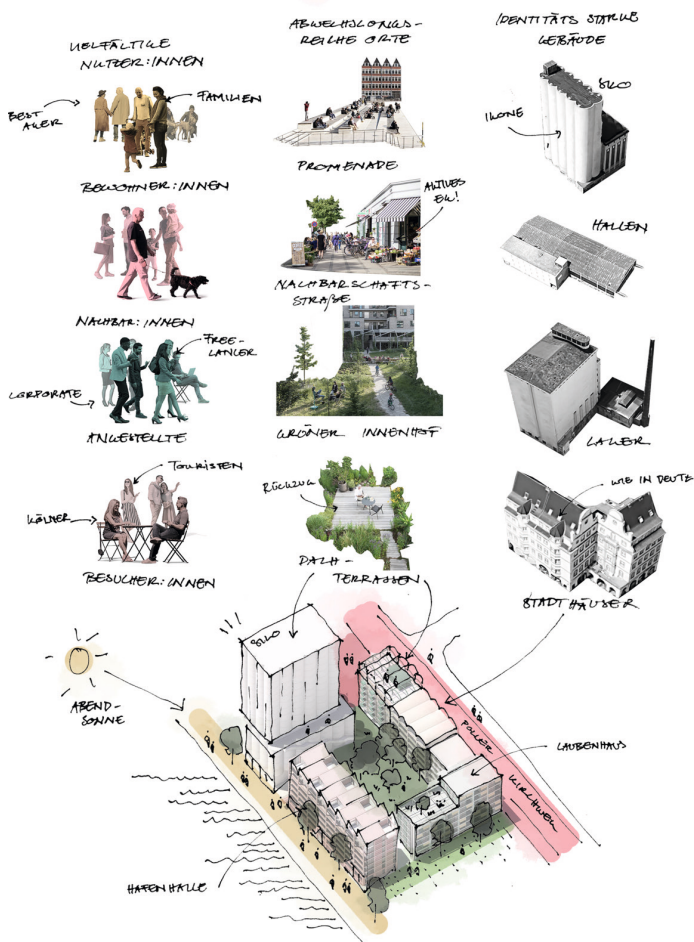 VIELFÄLTIGE
NUTZER:INNEN
BEST
AGER
FAMILIEN
BEWOHNER:INNEN
NACHBAR:INNEN
FREE-
LANCER
CORPORATE
ANGESTELLTE
TOURISTEN
KÖLNER
BESUCHER:INNEN
ABWECHSLUNGS-
REICHE ORTE
PROMENADE
AKTIVES
EG!
NACHBARSCHAFTS-
STRAßE
GRÜNER INNENHOF
RÜCKZUG
DACH-
TERRASSEN
IDENTITÄTS STARKE
GEBÄUDE
SILO
IKONE
HALLEN
LAGER
WIE IN DEUTZ
STADTHÄUSER
SILO
ABEND-
SONNE
POLLER
KIRCHWEG
LAUBENHAUS
HAFENHALLE